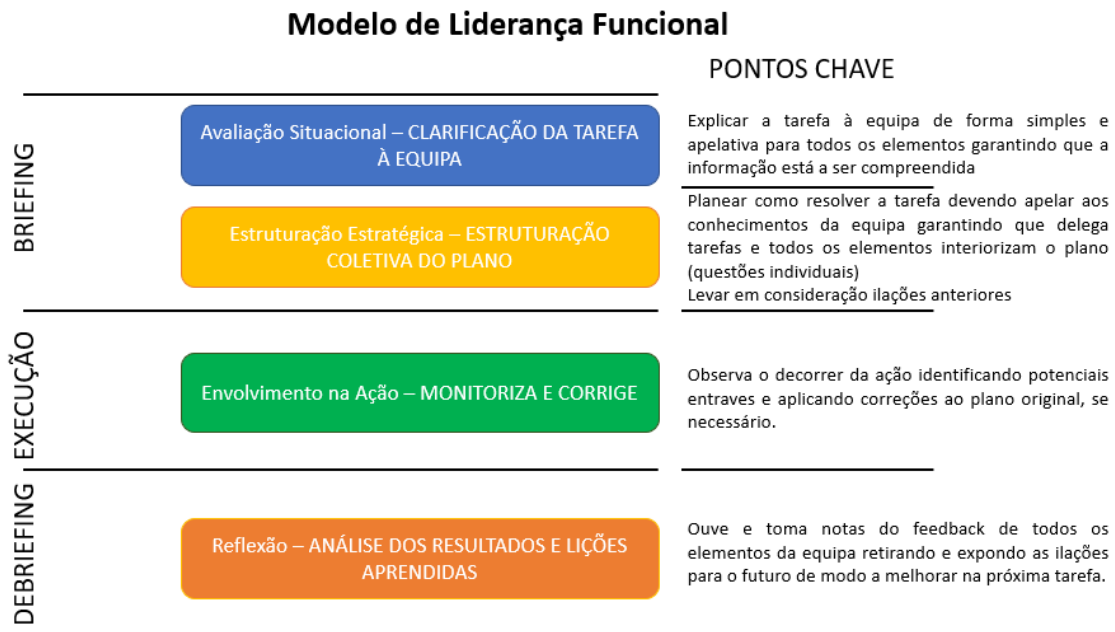 Modelo de Liderança Funcional
PONTOS CHAVE
BRIEFING
Avaliação Situacional – CLARIFICAÇÃO DA TAREFA
À EQUIPA
Explicar a tarefa à equipa de forma simples e
apelativa para todos os elementos garantindo que a
informação está a ser compreendida
Estruturação Estratégica – ESTRUTURAÇÃO
COLETIVA DO PLANO
Planear como resolver a tarefa devendo apelar aos
conhecimentos da equipa garantindo que delega
tarefas e todos os elementos interiorizam o plano
(questões individuais)
Levar em consideração ilações anteriores
EXECUÇÃO
Envolvimento na Ação – MONITORIZA E CORRIGE
Observa o decorrer da ação identificando potenciais
entraves e aplicando correções ao plano original, se
necessário.
DEBRIEFING
Reflexão – ANÁLISE DOS RESULTADOS E LIÇÕES
APRENDIDAS
Ouve e toma notas do feedback de todos os
elementos da equipa retirando e expondo as ilações
para o futuro de modo a melhorar na próxima tarefa.